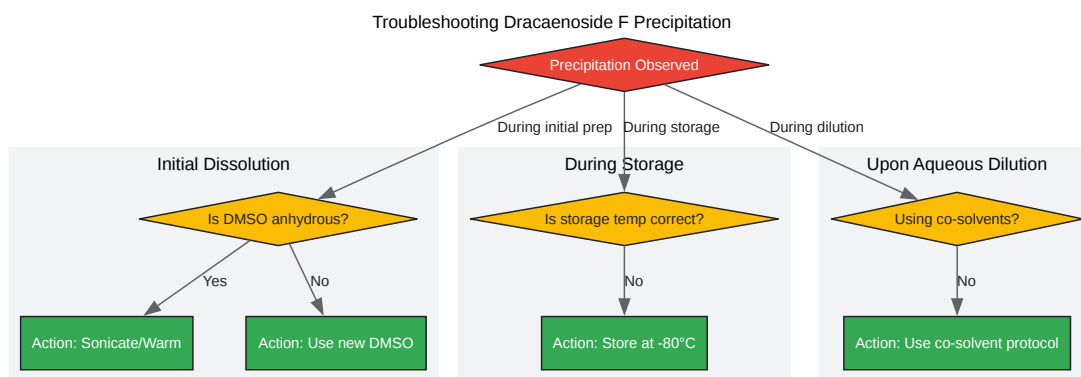 Troubleshooting Dracaenoside F Precipitation
Precipitation Observed
During initial prep
During storage
During dilution
Initial Dissolution
During Storage
Upon Aqueous Dilution
Is DMSO anhydrous?
Is storage temp correct?
Using co-solvents?
Yes
No
No
No
Action: Sonicate/Warm
Action: Use new DMSO
Action: Store at -80°C
Action: Use co-solvent protocol